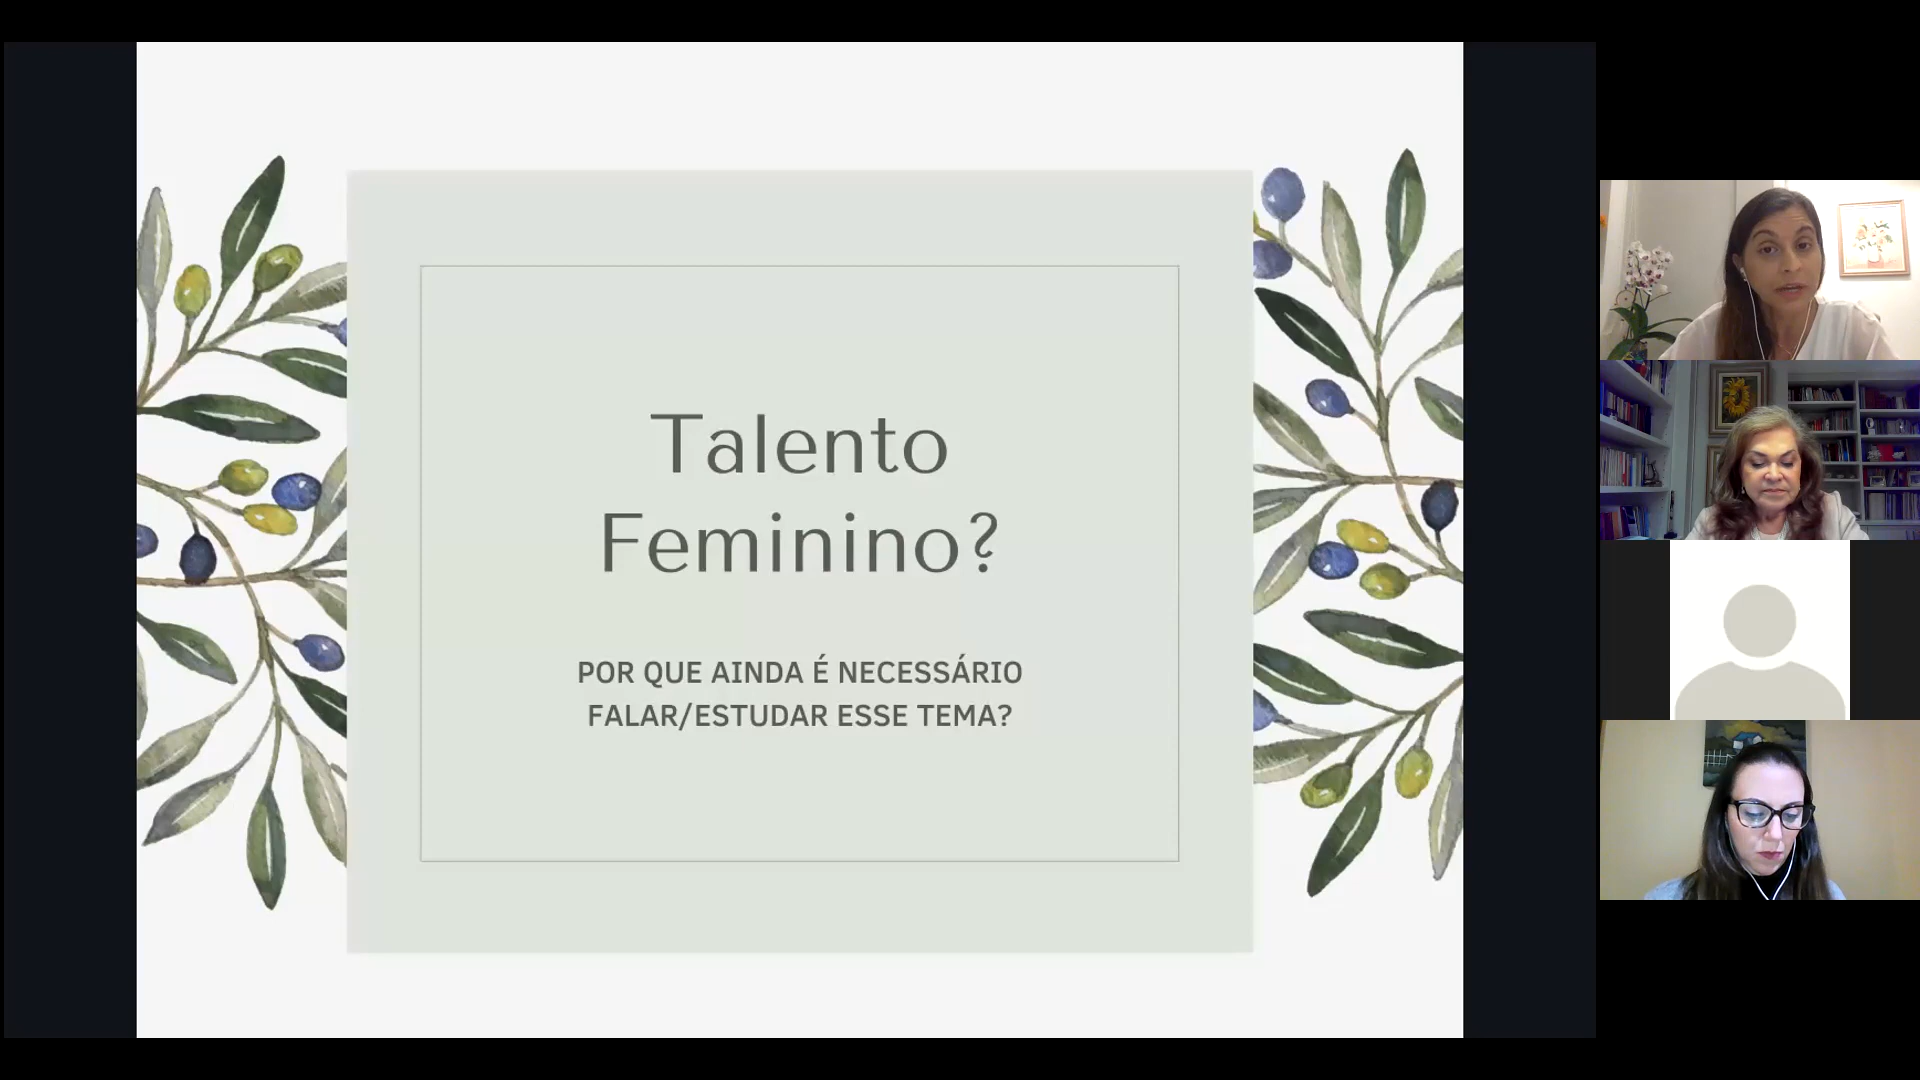 Talento
Feminino?
POR QUE AINDA É NECESSÁRIO
FALAR/ESTUDAR ESSE TEMA?